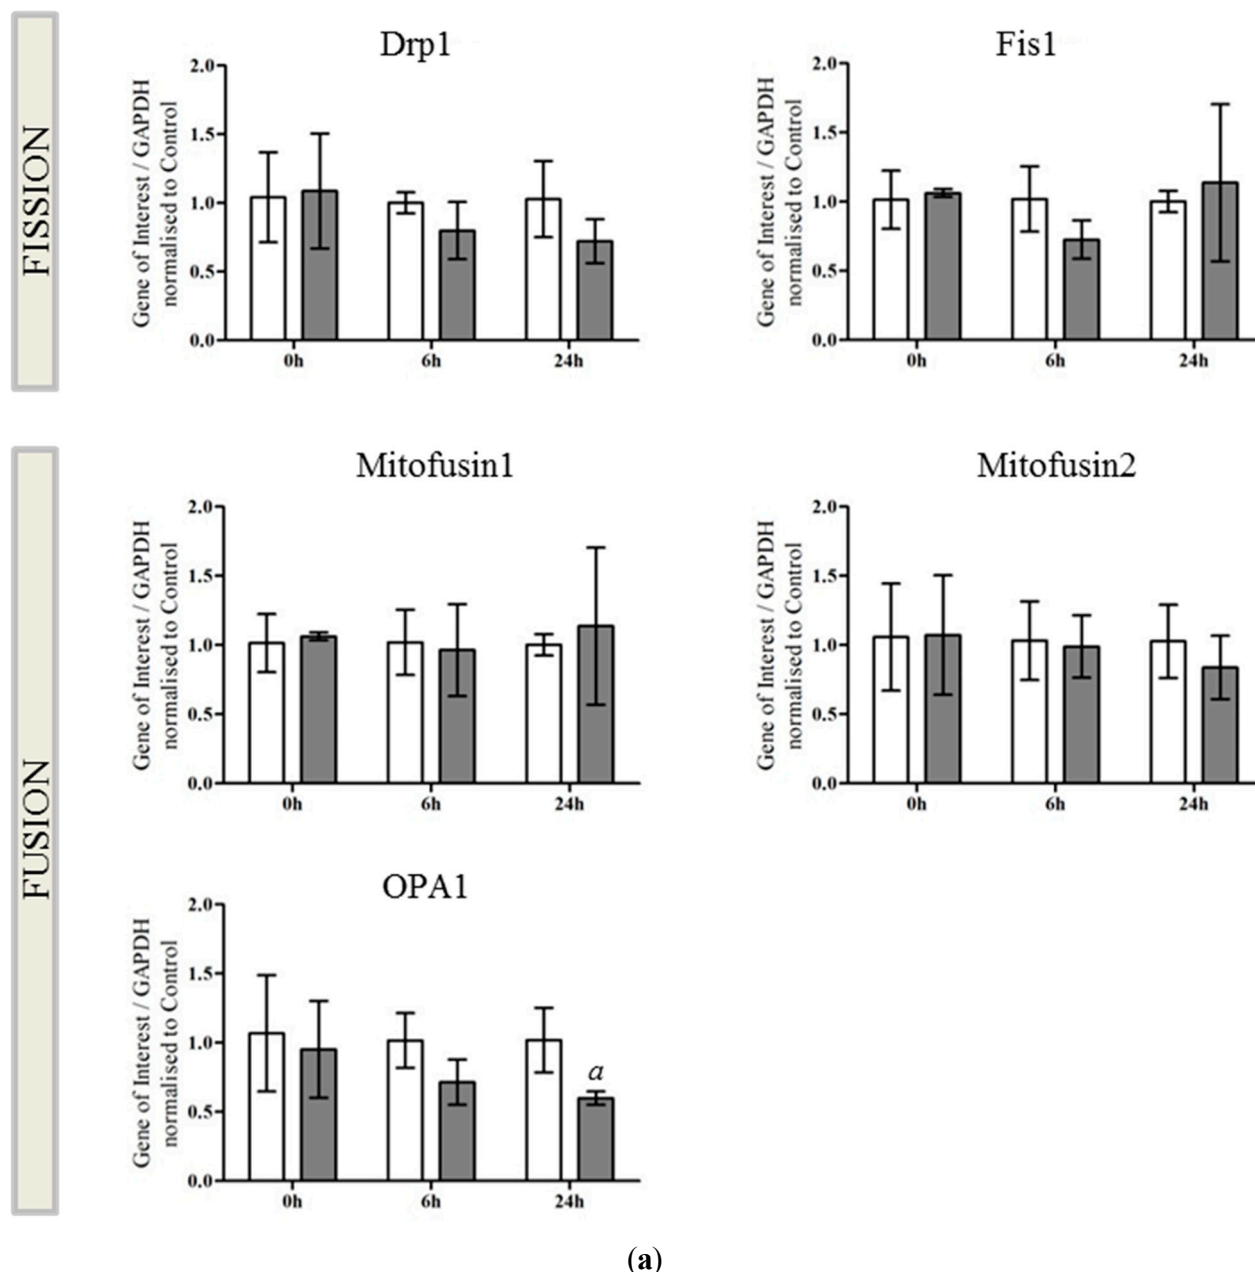 FISSION
Drp1
Gene of Interest / GAPDH
normalised to Control
2.0
1.5
1.0
0.5
0.0
0h 6h 24h
Fis1
Gene of Interest / GAPDH
normalised to Control
2.0
1.5
1.0
0.5
0.0
0h 6h 24h
FUSION
Mitofusin1
Gene of Interest / GAPDH
normalised to Control
2.0
1.5
1.0
0.5
0.0
0h 6h 24h
Mitofusin2
Gene of Interest / GAPDH
normalised to Control
2.0
1.5
1.0
0.5
0.0
0h 6h 24h
OPA1
Gene of Interest / GAPDH
normalised to Control
2.0
1.5
1.0
0.5
0.0
a
0h 6h 24h
(a)